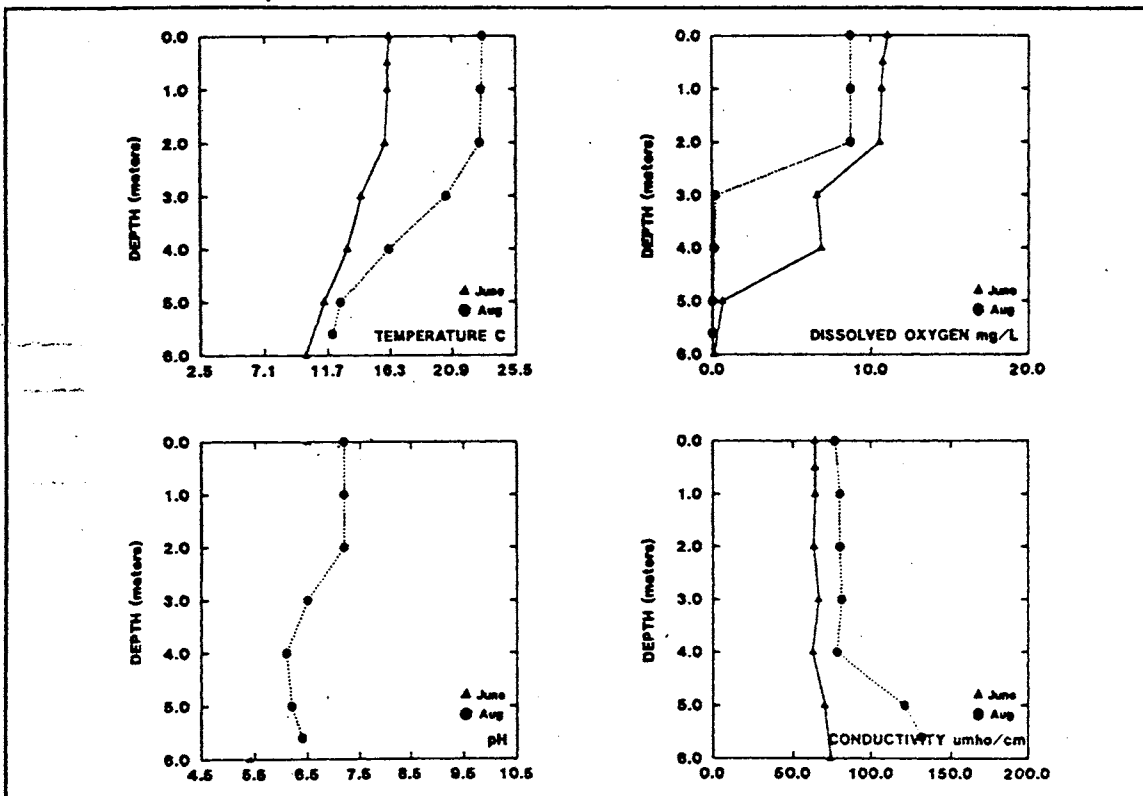 0.0
1.0
2.0
3.0
4.0
5.0
6.0
DEPTH (meters)
▲ June
● Aug
TEMPERATURE C
2.5 7.1 11.7 16.3 20.9 25.5
0.0
1.0
2.0
3.0
4.0
5.0
6.0
DEPTH (meters)
▲ June
● Aug
DISSOLVED OXYGEN mg/L
0.0 10.0 20.0
0.0
1.0
2.0
3.0
4.0
5.0
6.0
DEPTH (meters)
▲ June
● Aug
pH
4.5 5.5 6.5 7.5 8.5 9.5 10.5
0.0
1.0
2.0
3.0
4.0
5.0
6.0
DEPTH (meters)
▲ June
● Aug
CONDUCTIVITY umho/cm
0.0 50.0 100.0 150.0 200.0